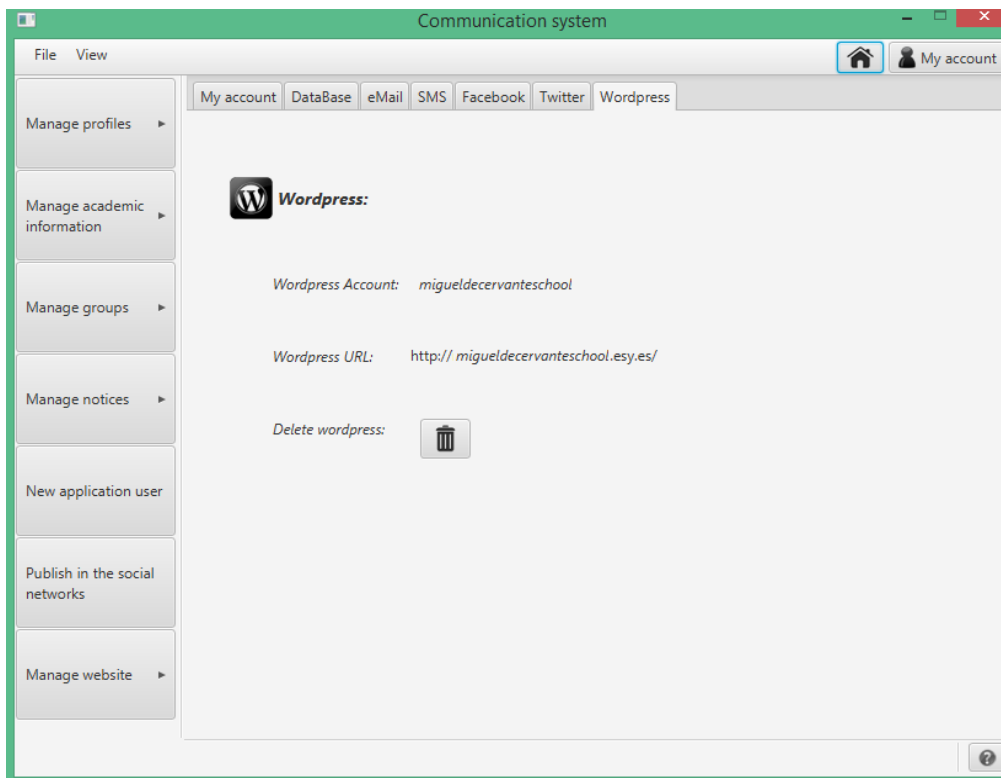 Communication system
File View
My account
My account DataBase eMail SMS Facebook Twitter Wordpress
Manage profiles
Manage academic
information
Manage groups
Manage notices
New application user
Publish in the social
networks
Manage website
Wordpress:
Wordpress Account: migueldecervanteschool
Wordpress URL: http:// migueldecervanteschool.esy.es/
Delete wordpress: